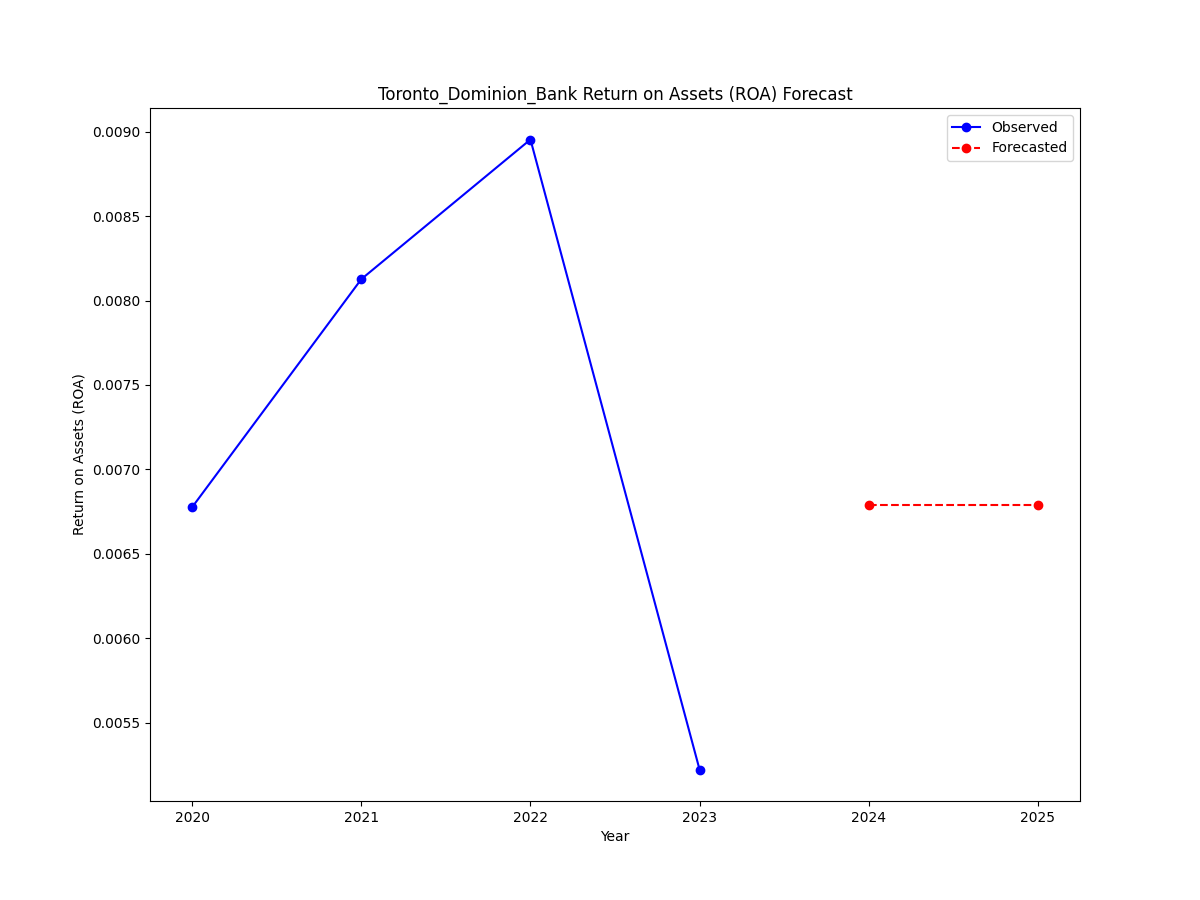 Toronto_Dominion_Bank Return on Assets (ROA) Forecast
Observed
Forecasted
0.0090
0.0085
0.0080
0.0075
0.0070
0.0065
0.0060
0.0055
Return on Assets (ROA)
2020 2021 2022 2023 2024 2025
Year